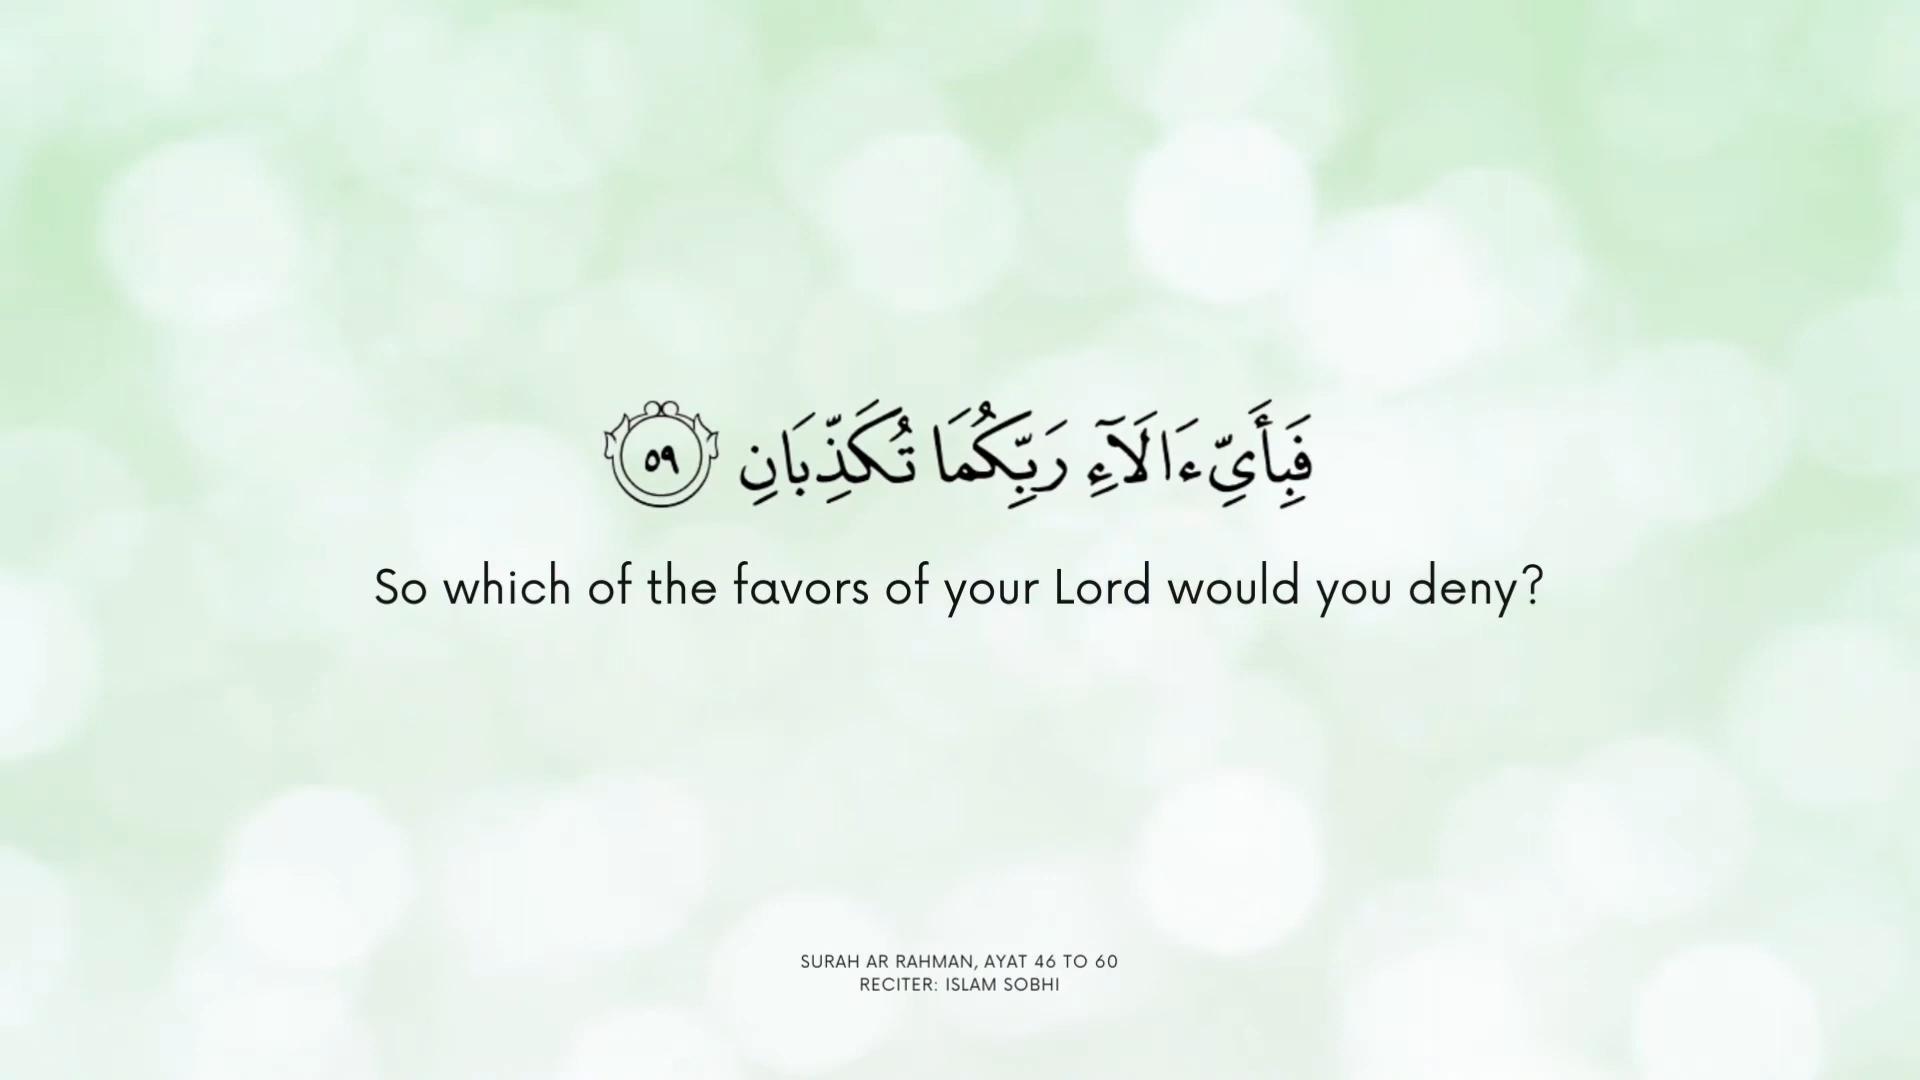 فَبِأَىِّ ءَالَآءِ رَبِّكُمَا تُكَذِّبَانِ ٥٩
So which of the favors of your Lord would you deny?
SURAH AR RAHMAN, AYAT 46 TO 60
RECITER: ISLAM SOBHI